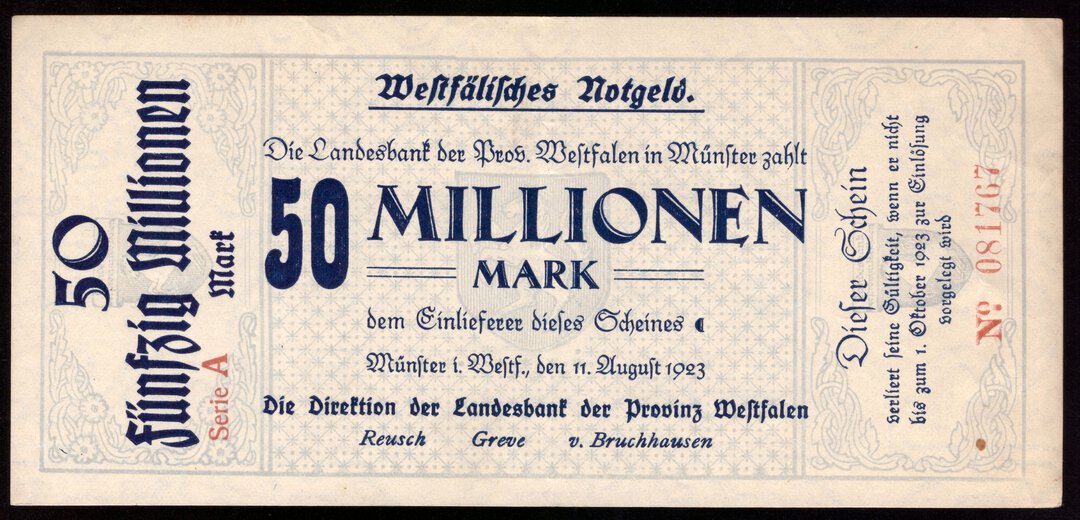 50
Fünfzig Millionen
Mark
Serie A
Westfälisches Notgeld.
Die Landesbank der Prov. Westfalen in Münster zahlt
50 MILLIONEN
MARK
dem Einlieferer dieses Scheines
Münster i. Westf., den 11. August 1923
Die Direktion der Landesbank der Provinz Westfalen
Reusch Greve v. Bruchhausen
Dieser Schein
verliert seine Gültigkeit, wenn er nicht
bis zum 1. Oktober 1923 zur Einlösung
vorgelegt wird
No. 081767